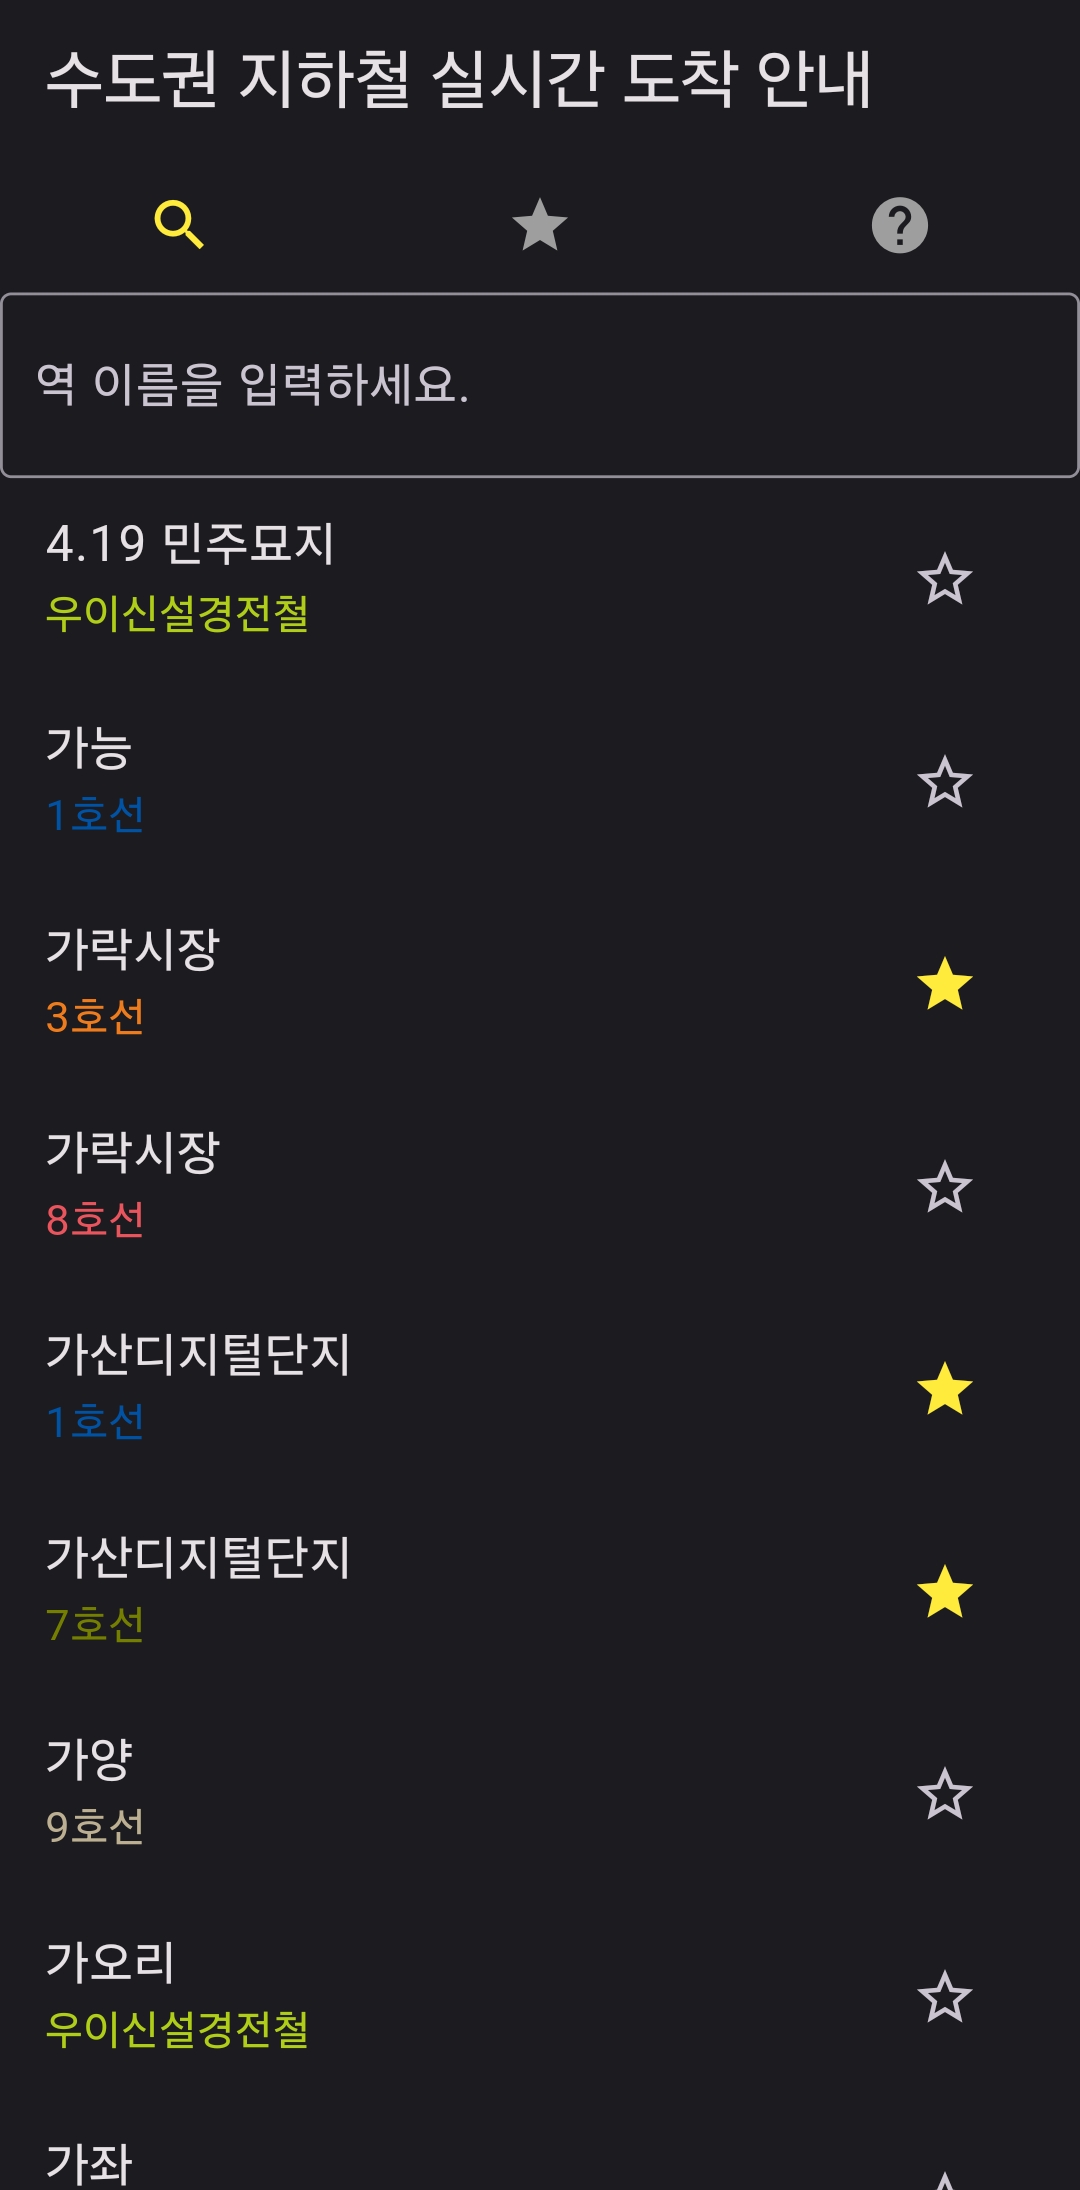 수도권 지하철 실시간 도착 안내
역 이름을 입력하세요.
4.19 민주묘지
우이신설경전철
가능
1호선
가락시장
3호선
가락시장
8호선
가산디지털단지
1호선
가산디지털단지
7호선
가양
9호선
가오리
우이신설경전철
가좌